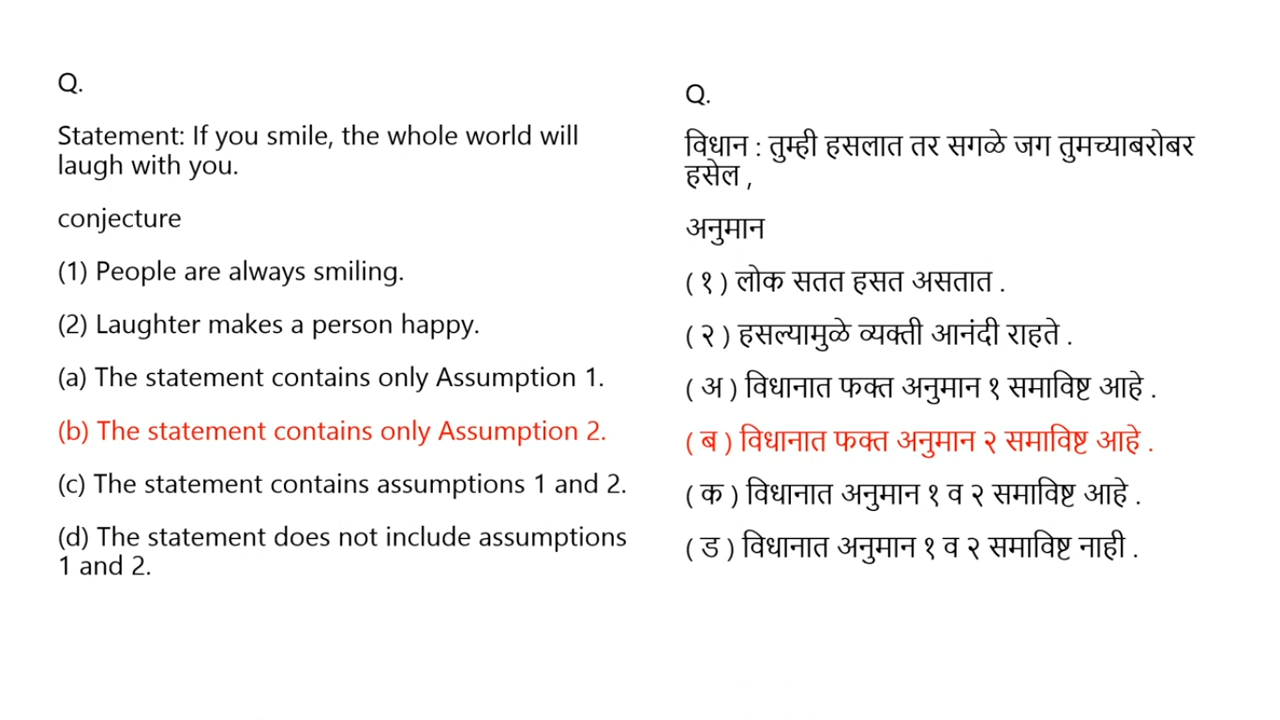 Q.
Statement: If you smile, the whole world will
laugh with you.
conjecture
(1) People are always smiling.
(2) Laughter makes a person happy.
(a) The statement contains only Assumption 1.
(b) The statement contains only Assumption 2.
(c) The statement contains assumptions 1 and 2.
(d) The statement does not include assumptions
1 and 2.
Q.
विधान : तुम्ही हसलात तर सगळे जग तुमच्याबरोबर
हसेल ,
अनुमान
( १ ) लोक सतत हसत असतात .
( २ ) हसल्यामुळे व्यक्ती आनंदी राहते .
( अ ) विधानात फक्त अनुमान १ समाविष्ट आहे .
( ब ) विधानात फक्त अनुमान २ समाविष्ट आहे .
( क ) विधानात अनुमान १ व २ समाविष्ट आहे .
( ड ) विधानात अनुमान १ व २ समाविष्ट नाही .